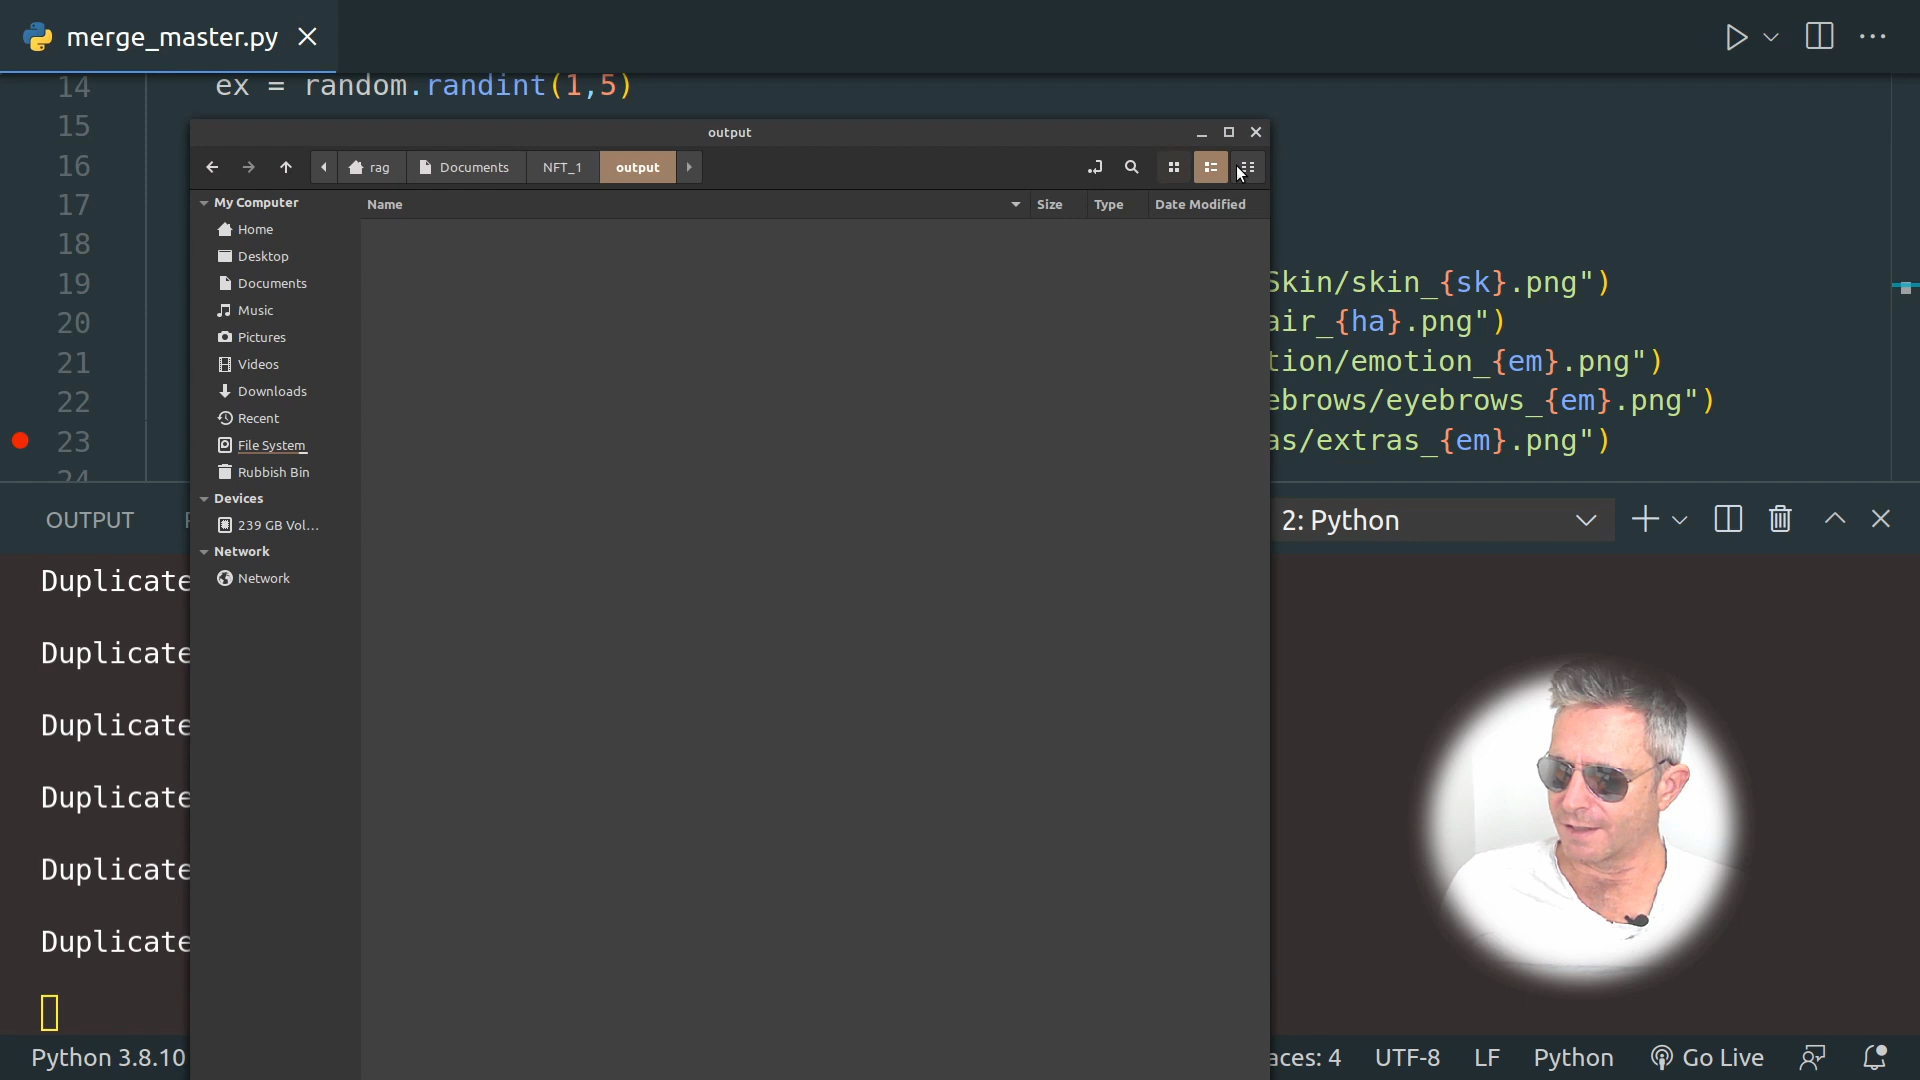 merge_master.py
14 ex = random.randint(1,5)
15
16
17
18
19 Skin/skin_{sk}.png")
20 air_{ha}.png")
21 tion/emotion_{em}.png")
22 ebrows/eyebrows_{em}.png")
23 as/extras_{em}.png")
24
output
rag Documents NFT_1 output
My Computer
Home
Desktop
Documents
Music
Pictures
Videos
Downloads
Recent
File System
Rubbish Bin
Devices
239 GB Vol...
Network
Network
Name Size Type Date Modified
OUTPUT
2: Python
Duplicate
Duplicate
Duplicate
Duplicate
Duplicate
Duplicate
Python 3.8.10
aces: 4 UTF-8 LF Python Go Live